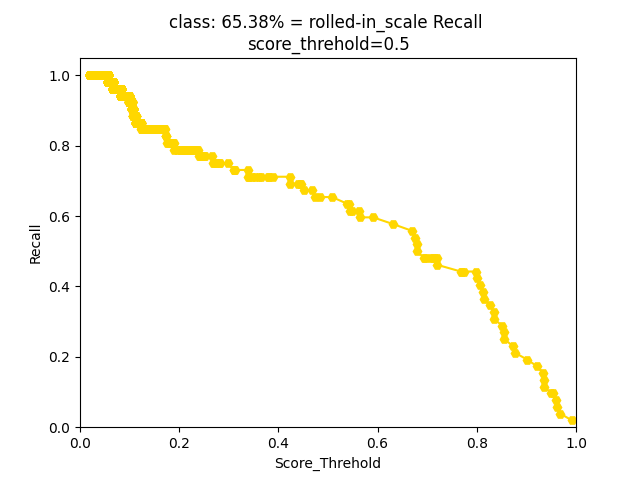 class: 65.38% = rolled-in_scale Recall
score_threhold=0.5
Recall
1.0
0.8
0.6
0.4
0.2
0.0
0.0 0.2 0.4 0.6 0.8 1.0
Score_Threhold